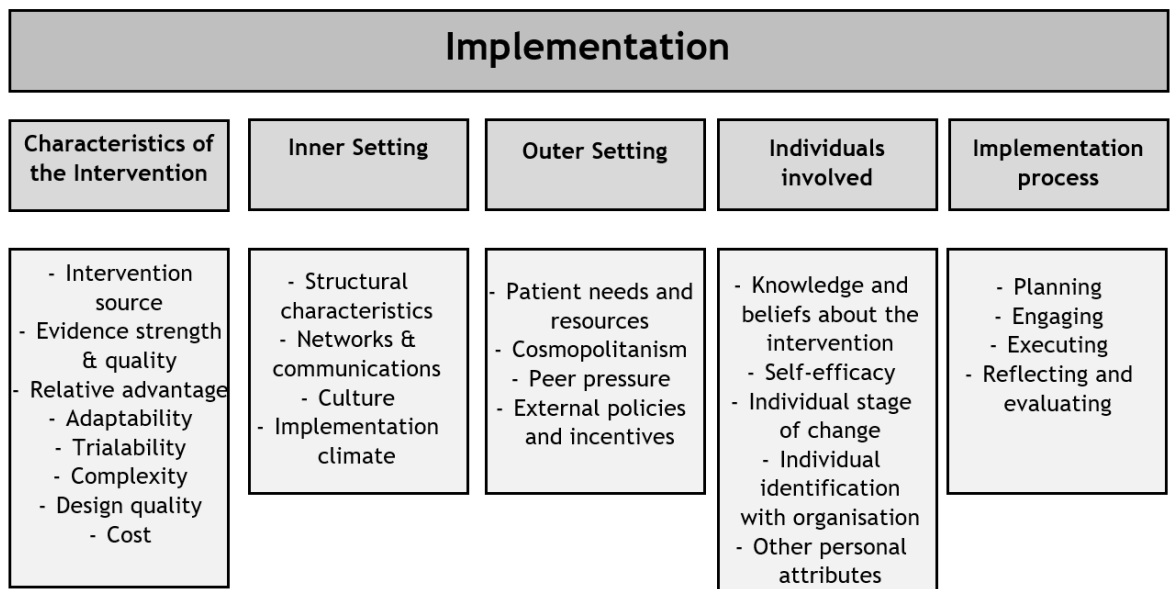 Implementation
Characteristics of
the Intervention
Inner Setting
Outer Setting
Individuals
involved
Implementation
process
- Intervention
source
- Evidence strength
& quality
- Relative advantage
- Adaptability
- Trialability
- Complexity
- Design quality
- Cost
- Structural
characteristics
- Networks &
communications
- Culture
- Implementation
climate
- Patient needs and
resources
- Cosmopolitanism
- Peer pressure
- External policies
and incentives
- Knowledge and
beliefs about the
intervention
- Self-efficacy
- Individual stage
of change
- Individual
identification
with organisation
- Other personal
attributes
- Planning
- Engaging
- Executing
- Reflecting and
evaluating